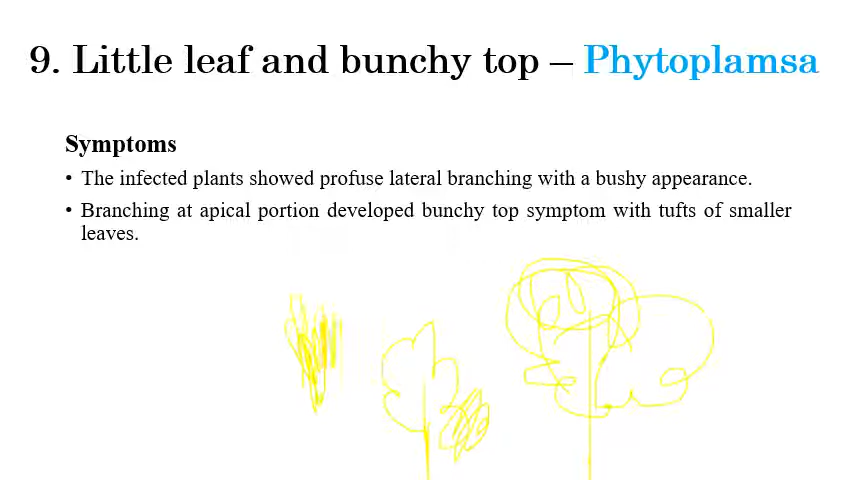 9. Little leaf and bunchy top – Phytoplamsa
Symptoms
• The infected plants showed profuse lateral branching with a bushy appearance.
• Branching at apical portion developed bunchy top symptom with tufts of smaller
leaves.